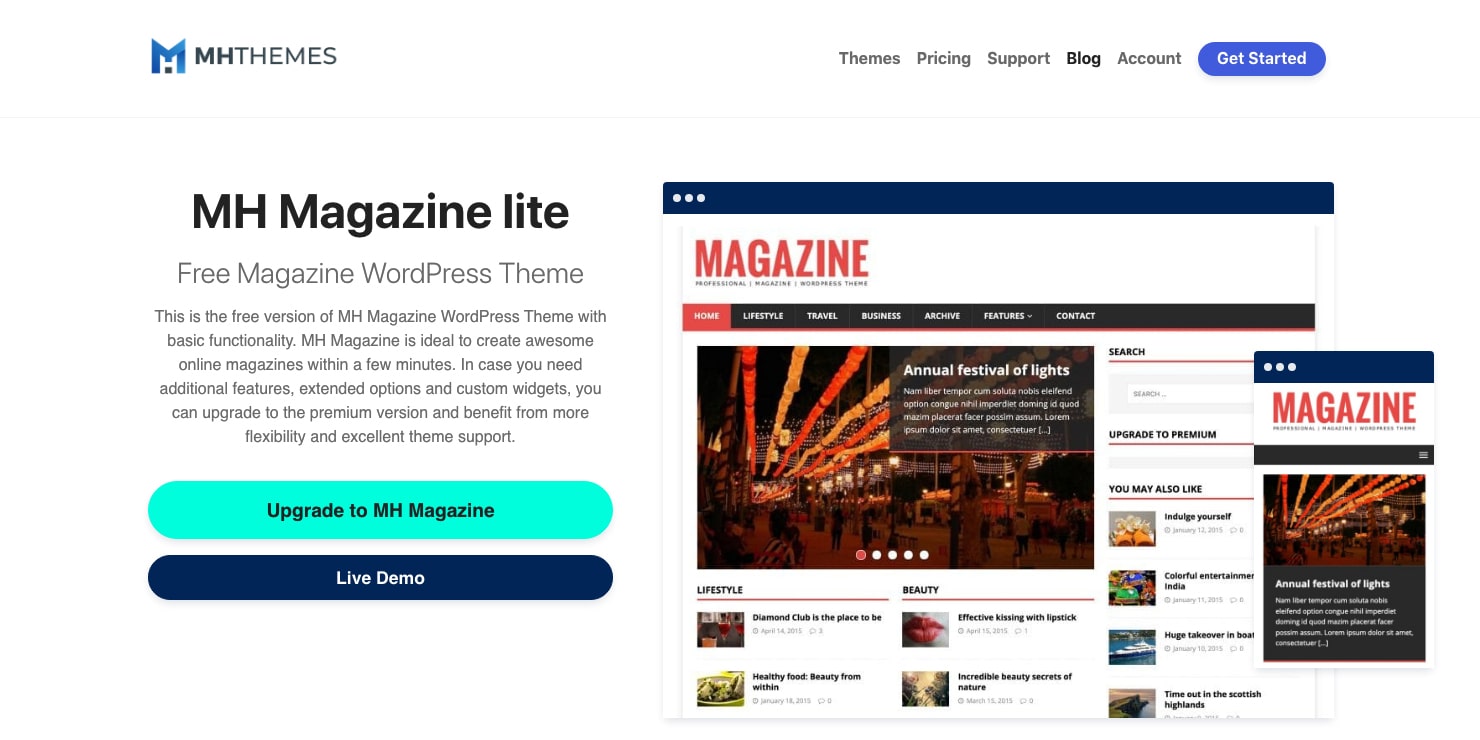 MHTHEMES
Themes Pricing Support Blog Account Get Started
MH Magazine lite
Free Magazine WordPress Theme
This is the free version of MH Magazine WordPress Theme with
basic functionality. MH Magazine is ideal to create awesome
online magazines within a few minutes. In case you need
additional features, extended options and custom widgets, you
can upgrade to the premium version and benefit from more
flexibility and excellent theme support.
Upgrade to MH Magazine
Live Demo
MAGAZINE
PROFESSIONAL | MAGAZINE | WORDPRESS THEME
HOME LIFESTYLE TRAVEL BUSINESS ARCHIVE FEATURES CONTACT
Annual festival of lights
Nam liber tempor cum soluta nobis eleifend
option congue nihil imperdiet doming id quod
mazim placerat facer possim assum. Lorem
ipsum dolor sit amet, consectetuer [...]
LIFESTYLE
Diamond Club is the place to be
April 14, 2015 3
Healthy food: Beauty from
within
January 18, 2015 0
BEAUTY
Effective kissing with lipstick
April 15, 2015 1
Incredible beauty secrets of
nature
March 15, 2015 0
SEARCH
SEARCH ...
UPGRADE TO PREMIUM
YOU MAY ALSO LIKE
Indulge yourself
January 12, 2015 0
Colorful entertainmen
India
January 11, 2015 0
Huge takeover in boat
January 10, 2015 0
Time out in the scottish
highlands
MAGAZINE
PROFESSIONAL | MAGAZINE | WORDPRESS THEME
Annual festival of lights
Nam liber tempor cum soluta nobis
eleifend option congue nihil imperdiet
doming id quod mazim placerat facer
possim assum. Lorem ipsum dolor sit amet,
consectetuer [...]